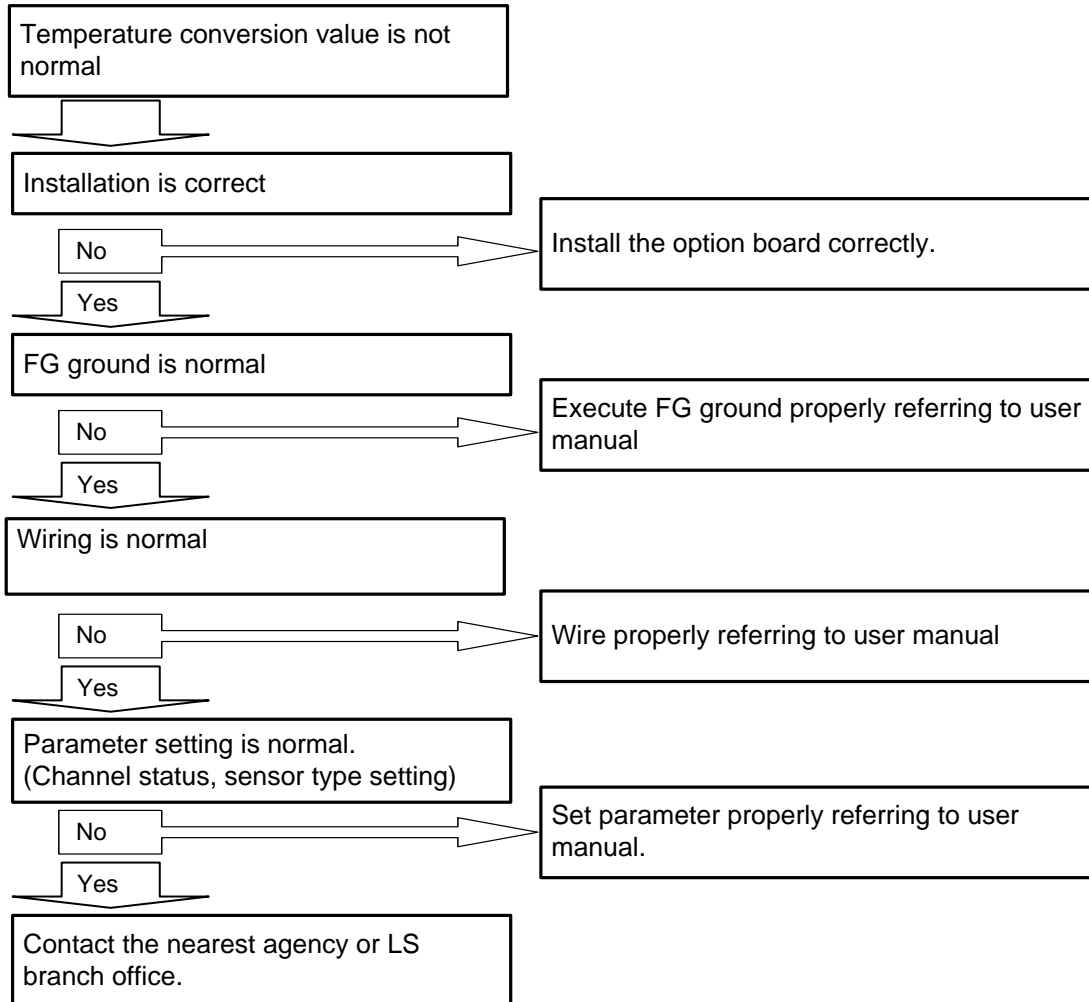 Temperature conversion value is not
normal
Installation is correct
No
Install the option board correctly.
Yes
FG ground is normal
No
Execute FG ground properly referring to user
manual
Yes
Wiring is normal
No
Wire properly referring to user manual
Yes
Parameter setting is normal.
(Channel status, sensor type setting)
No
Set parameter properly referring to user
manual.
Yes
Contact the nearest agency or LS
branch office.